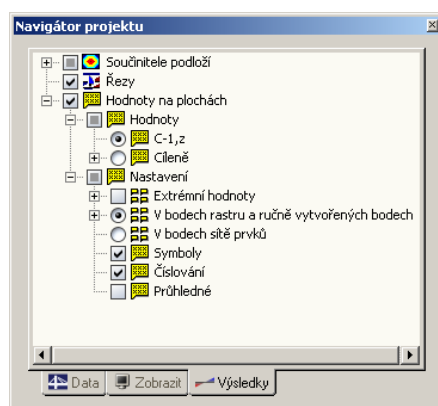 Navigátor projektu
Součinitele podloží
Řezy
Hodnoty na plochách
Hodnoty
C-1,z
Cíleně
Nastavení
Extrémní hodnoty
V bodech rastru a ručně vytvořených bodech
V bodech sítě prvků
Symboly
Číslování
Průhledné
Data Zobrazit Výsledky